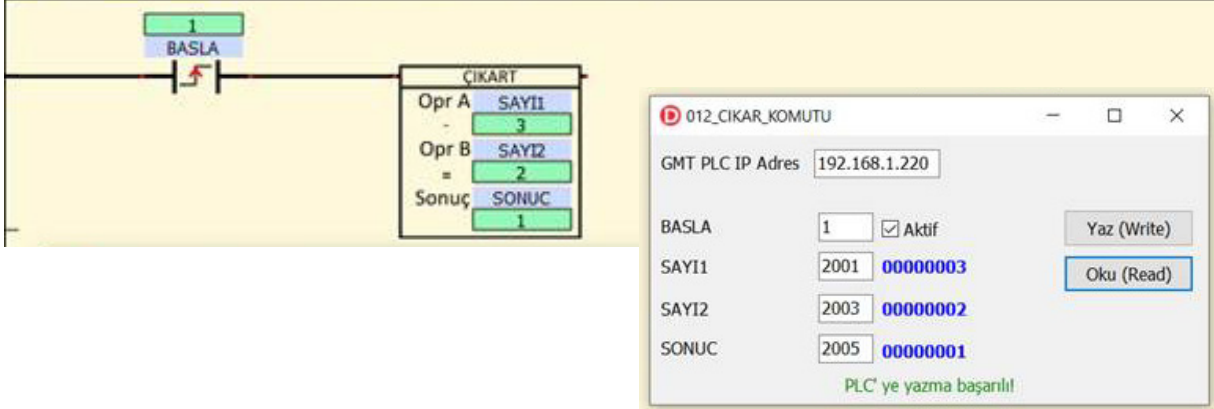 1
BASLA
ÇIKART
Opr A SAYI1
- 3
Opr B SAYI2
= 2
Sonuç SONUC
1
012_CIKAR_KOMUTU
GMT PLC IP Adres 192.168.1.220
BASLA 1 Aktif Yaz (Write)
SAYI1 2001 00000003 Oku (Read)
SAYI2 2003 00000002
SONUC 2005 00000001
PLC' ye yazma başarılı!